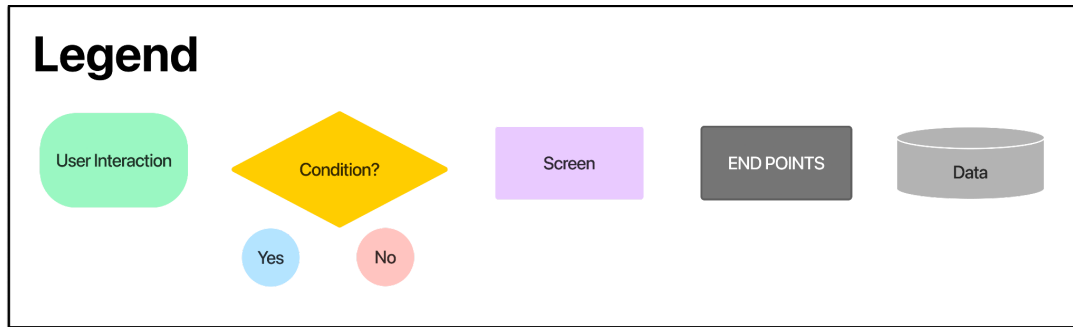 Legend
User Interaction
Condition?
Screen
END POINTS
Data
Yes
No